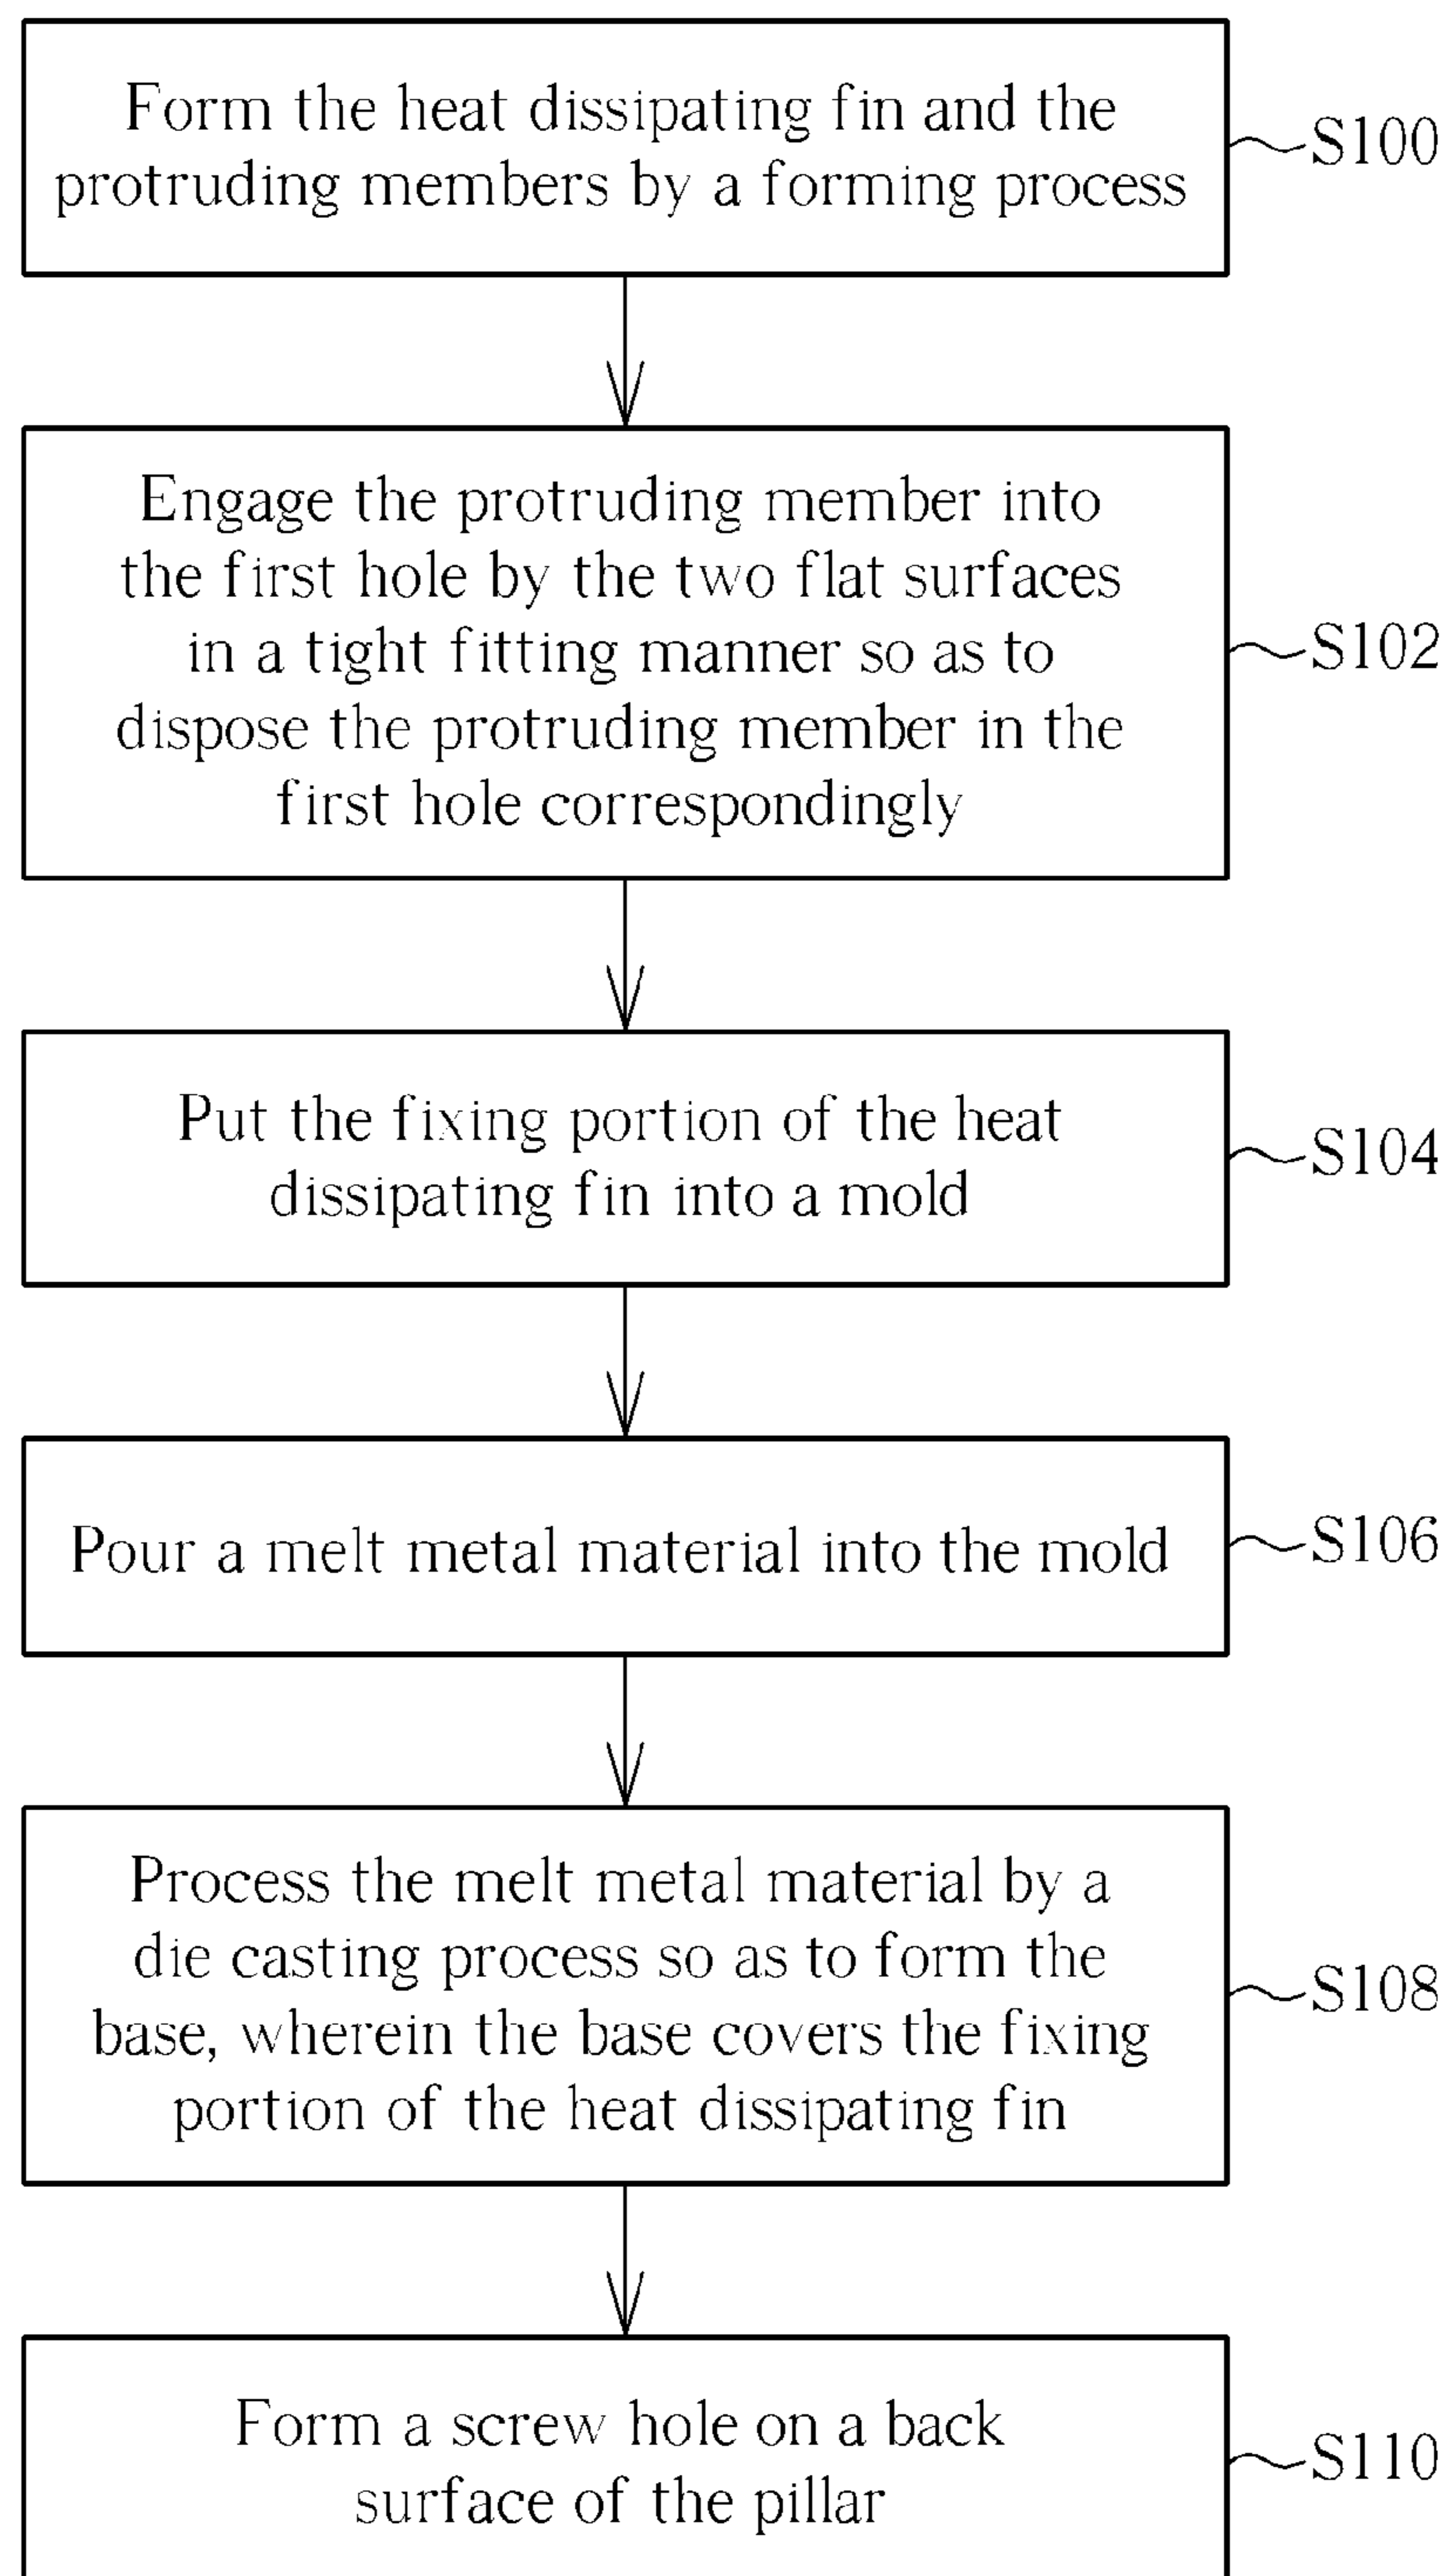 Form the heat dissipating fin and the
protruding members by a forming process
S100
Engage the protruding member into
the first hole by the two flat surfaces
in a tight fitting manner so as to
dispose the protruding member in the
first hole correspondingly
S102
Put the fixing portion of the heat
dissipating fin into a mold
S104
Pour a melt metal material into the mold
S106
Process the melt metal material by a
die casting process so as to form the
base, wherein the base covers the fixing
portion of the heat dissipating fin
S108
Form a screw hole on a back
surface of the pillar
S110